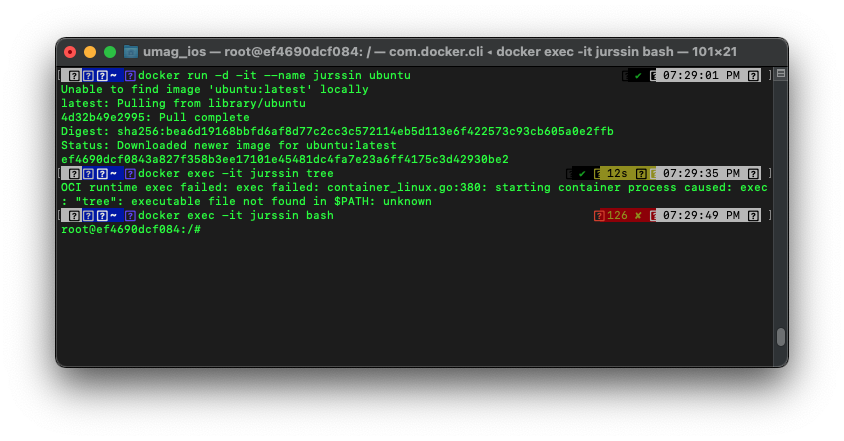 umag_ios — root@ef4690dcf084: / — com.docker.cli ◂ docker exec -it jurssin bash — 101×21
~ docker run -d -it --name jurssin ubuntu ✔ 07:29:01 PM
Unable to find image 'ubuntu:latest' locally
latest: Pulling from library/ubuntu
4d32b49e2995: Pull complete
Digest: sha256:bea6d19168bbfd6af8d77c2cc3c572114eb5d113e6f422573c93cb605a0e2ffb
Status: Downloaded newer image for ubuntu:latest
ef4690dcf0843a827f358b3ee17101e45481dc4fa7e23a6ff4175c3d42930be2
~ docker exec -it jurssin tree ✔ 12s 07:29:35 PM
OCI runtime exec failed: exec failed: container_linux.go:380: starting container process caused: exec
: "tree": executable file not found in $PATH: unknown
~ docker exec -it jurssin bash 126 ✘ 07:29:49 PM
root@ef4690dcf084:/#